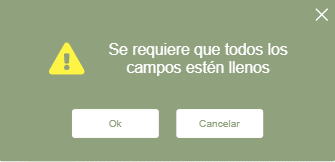 Se requiere que todos los
campos estén llenos
Ok
Cancelar